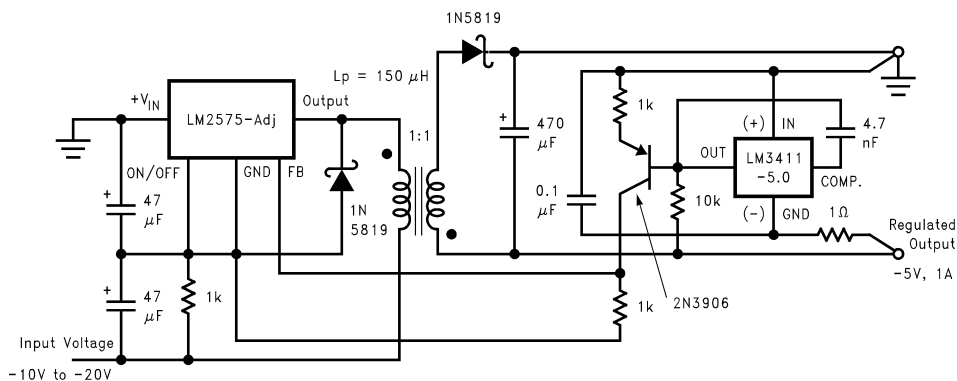 1N5819
Lp = 150 μH
+VIN
LM2575-Adj
Output
1k
(+) IN
4.7
nF
470
μF
1:1
OUT
LM3411
-5.0
ON/OFF
GND
FB
COMP.
47
μF
1N
5819
0.1
μF
10k
(-) GND
1Ω
Regulated
Output
-5V, 1A
47
μF
1k
1k
2N3906
Input Voltage
-10V to -20V
+
+
+